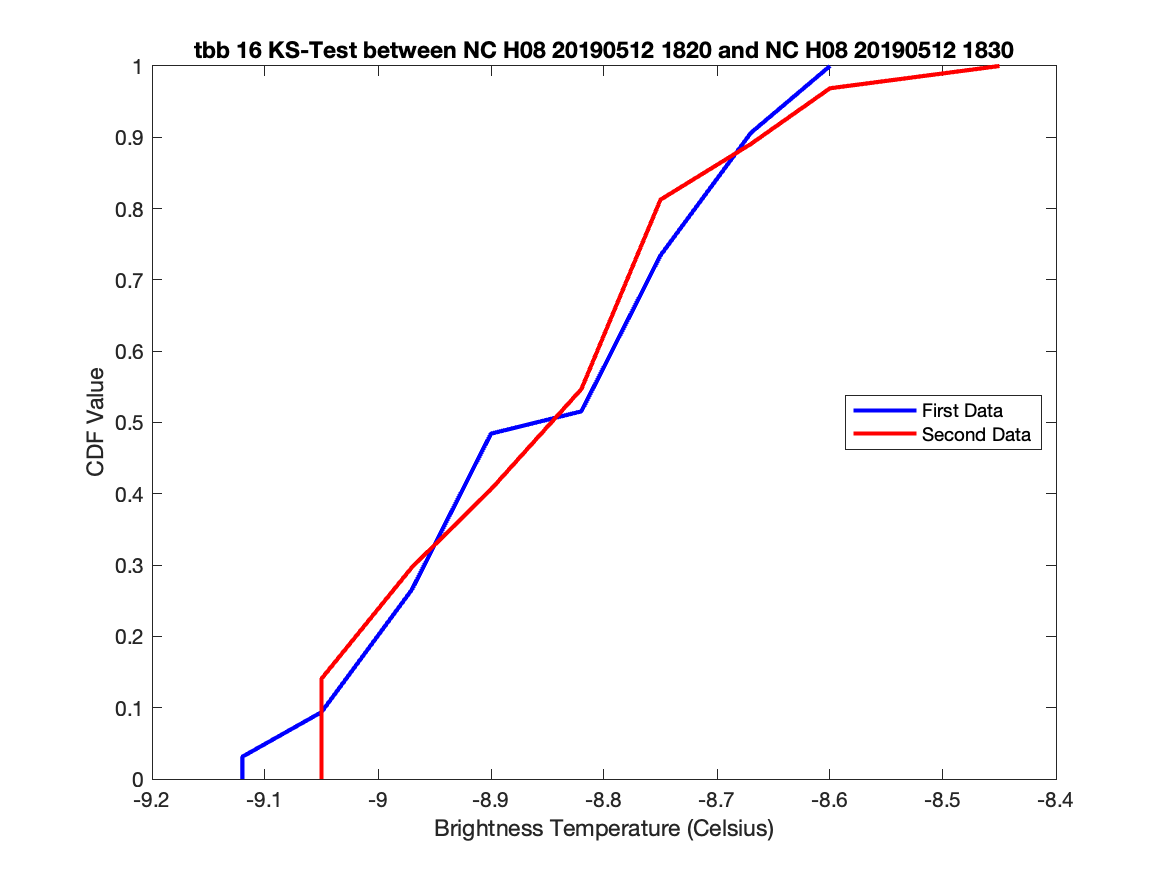 tbb 16 KS-Test between NC H08 20190512 1820 and NC H08 20190512 1830
1
0.9
0.8
0.7
0.6
0.5
0.4
0.3
0.2
0.1
0
CDF Value
First Data
Second Data
-9.2 -9.1 -9 -8.9 -8.8 -8.7 -8.6 -8.5 -8.4
Brightness Temperature (Celsius)